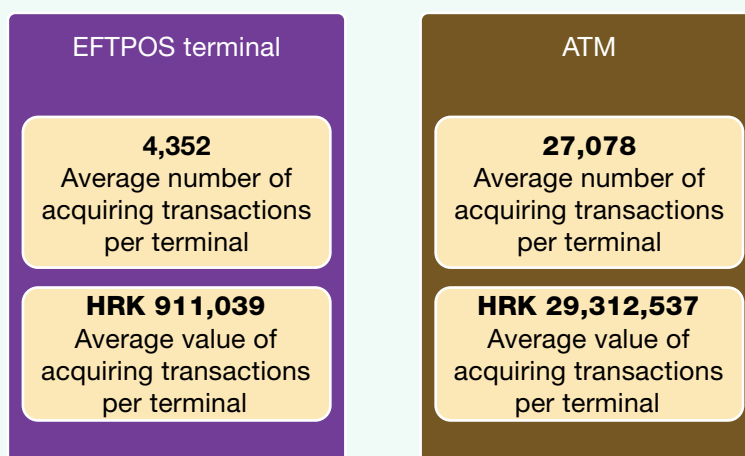 EFTPOS terminal
4,352
Average number of
acquiring transactions
per terminal
HRK 911,039
Average value of
acquiring transactions
per terminal
ATM
27,078
Average number of
acquiring transactions
per terminal
HRK 29,312,537
Average value of
acquiring transactions
per terminal